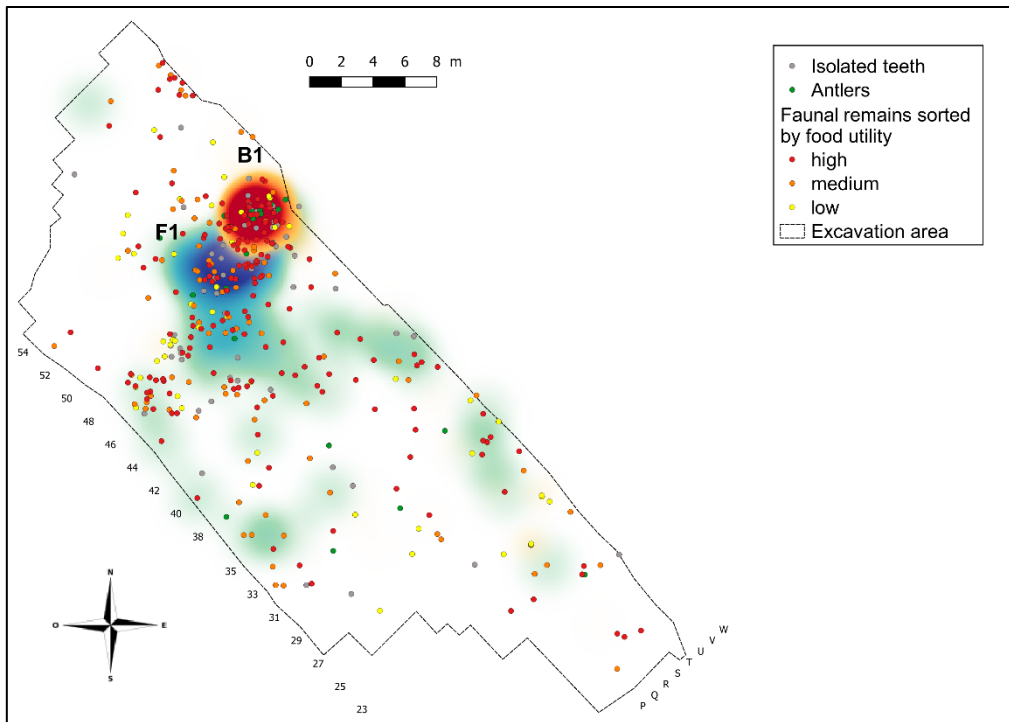 0 2 4 6 8 m
Isolated teeth
Antlers
Faunal remains sorted
by food utility
high
medium
low
Excavation area
B1
F1
54
52
50
48
46
44
42
40
38
35
33
31
29
27
25
23
P
Q
R
S
T
U
V
W
N
O
E
S